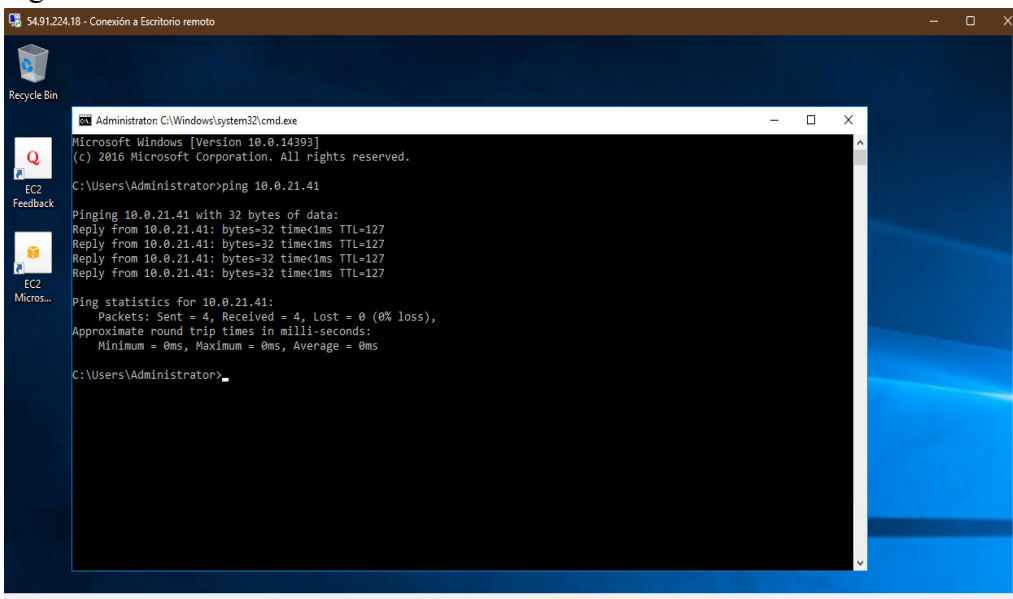 54.91.224.18 - Conexión a Escritorio remoto
Recycle Bin
Administrator: C:\Windows\system32\cmd.exe
Microsoft Windows [Version 10.0.14393]
(c) 2016 Microsoft Corporation. All rights reserved.
C:\Users\Administrator>ping 10.0.21.41
Pinging 10.0.21.41 with 32 bytes of data:
Reply from 10.0.21.41: bytes=32 time<1ms TTL=127
Reply from 10.0.21.41: bytes=32 time<1ms TTL=127
Reply from 10.0.21.41: bytes=32 time<1ms TTL=127
Reply from 10.0.21.41: bytes=32 time<1ms TTL=127
Ping statistics for 10.0.21.41:
Packets: Sent = 4, Received = 4, Lost = 0 (0% loss),
Approximate round trip times in milli-seconds:
Minimum = 0ms, Maximum = 0ms, Average = 0ms
C:\Users\Administrator>
Q
EC2
Feedback
EC2
Micros...